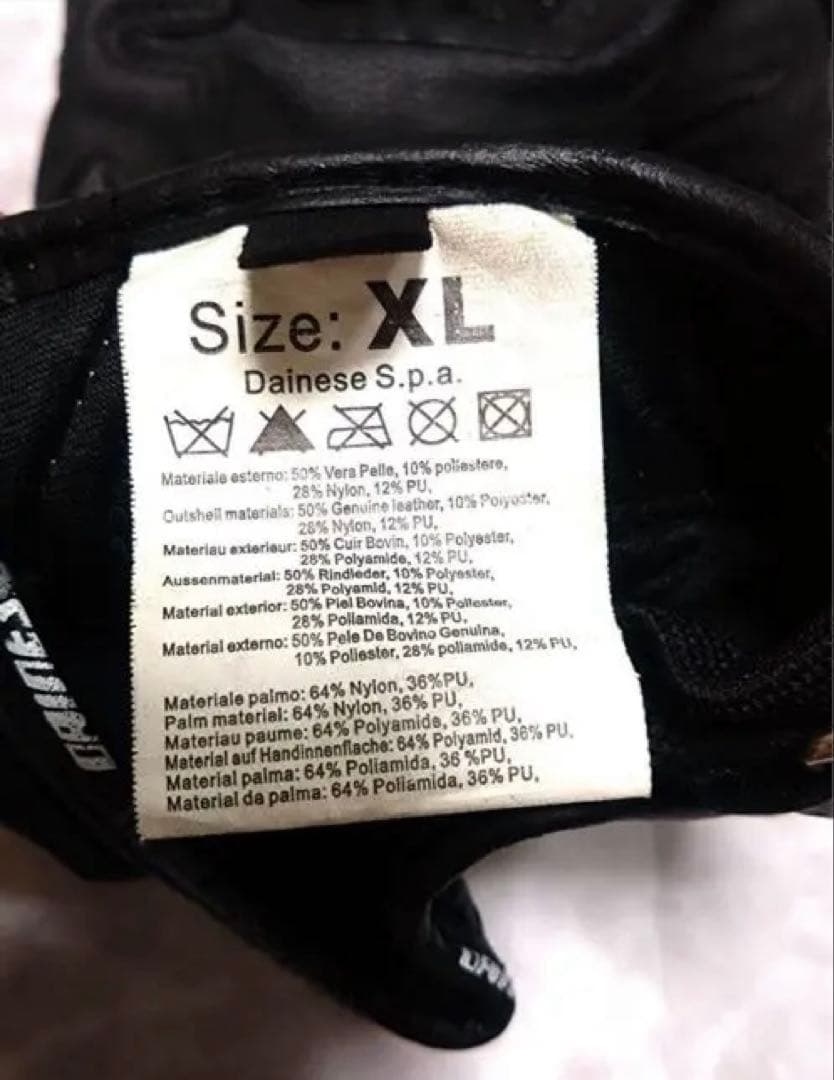 Size: XL
Dainese S.p.a.
Materiale esterno: 50% Vera Pelle, 10% poliestere,
28% Nylon, 12% PU,
Outshell materials: 50% Genuine leather, 10% Polyester,
28% Nylon, 12% PU,
Materiau exterieur: 50% Cuir Bovin, 10% Polyester,
28% Polyamide, 12% PU,
Aussenmaterial: 50% Rindleder, 10% Polyester,
28% Polyamid, 12% PU,
Material exterior: 50% Piel Bovina, 10% Poliester,
28% Poliamida, 12% PU,
Material externo: 50% Pele De Bovino Genuina,
10% Poliester, 28% poliamide, 12% PU,
Materiale palmo: 64% Nylon, 36%PU,
Palm material: 64% Nylon, 36% PU,
Materiau paume: 64% Polyamide, 36% PU,
Material auf Handinnenflache: 64% Polyamid, 36% PU,
Material palma: 64% Poliamida, 36 %PU,
Material da palma: 64% Poliamida, 36% PU,